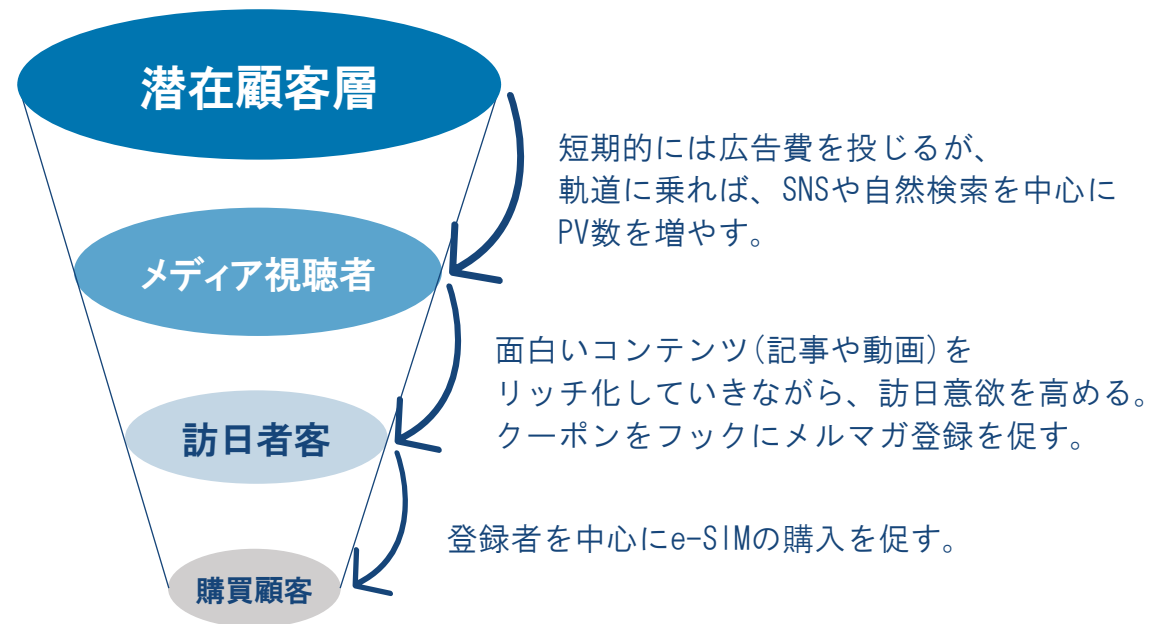 潜在顧客層
短期的には広告費を投じるが、
軌道に乗れば、SNSや自然検索を中心に
PV数を増やす。
メディア視聴者
面白いコンテンツ(記事や動画)を
リッチ化していきながら、訪日意欲を高める。
クーポンをフックにメルマガ登録を促す。
訪日者客
登録者を中心にe-SIMの購入を促す。
購買顧客